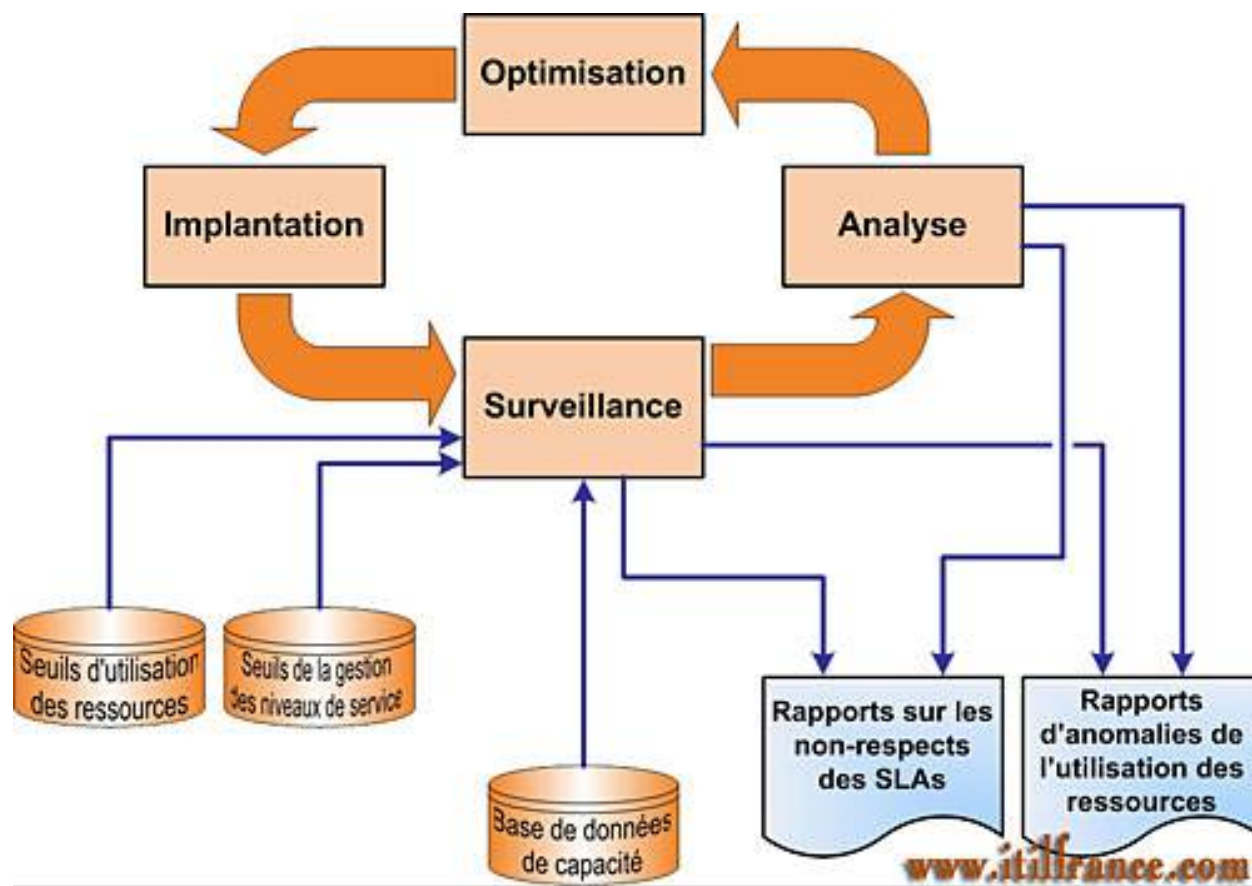 Optimisation
Implantation
Analyse
Surveillance
Seuils d'utilisation
des ressources
Seuils de la gestion
des niveaux de service
Base de données
de capacité
Rapports sur les
non-respects
des SLAs
Rapports
d'anomalies de
l'utilisation des
ressources
www.itilfrance.com